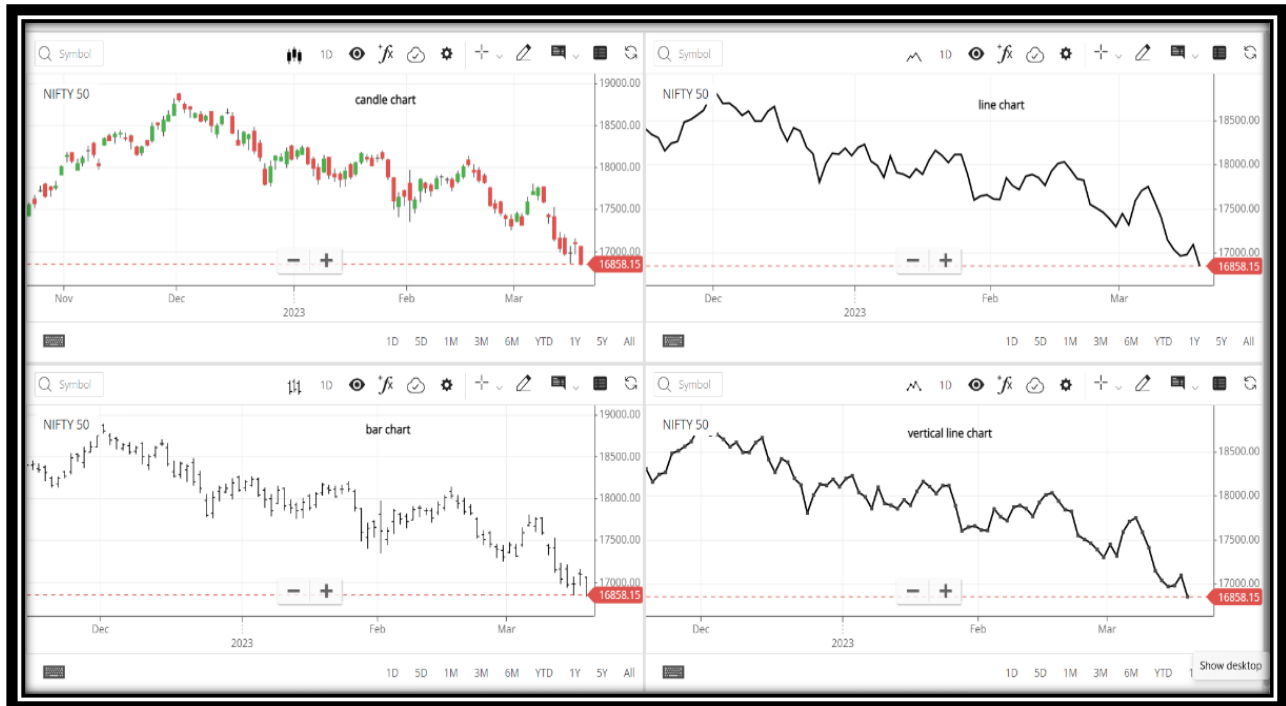 Symbol 1D fx
NIFTY 50
candle chart
19000.00
18500.00
18000.00
17500.00
17000.00
16858.15
− +
Nov Dec Feb Mar
2023
1D 5D 1M 3M 6M YTD 1Y 5Y All
Symbol 1D fx
NIFTY 50
line chart
18500.00
18000.00
17500.00
17000.00
16858.15
− +
Dec Feb Mar
2023
1D 5D 1M 3M 6M YTD 1Y 5Y All
Symbol 1D fx
NIFTY 50
bar chart
19000.00
18500.00
18000.00
17500.00
17000.00
16858.15
− +
Dec Feb Mar
2023
1D 5D 1M 3M 6M YTD 1Y 5Y All
Symbol 1D fx
NIFTY 50
vertical line chart
18500.00
18000.00
17500.00
17000.00
16858.15
− +
Dec Feb Mar
2023
1D 5D 1M 3M 6M YTD
Show desktop